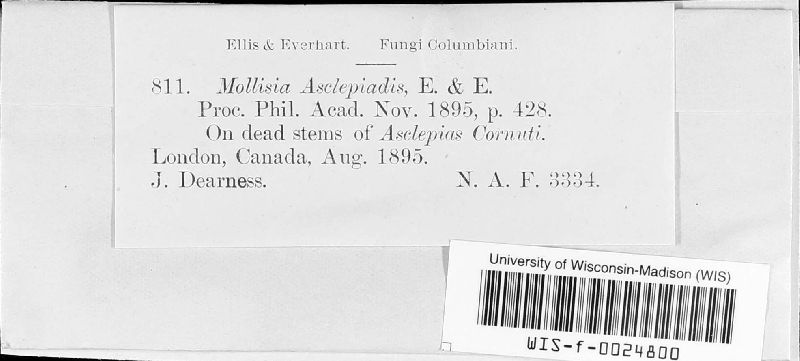 Ellis & Everhart. Fungi Columbiani.
811. Mollisia Asclepiadis, E. & E.
Proc. Phil. Acad. Nov. 1895, p. 428.
On dead stems of Asclepias Cornuti.
London, Canada, Aug. 1895.
J. Dearness. N. A. F. 3334.
University of Wisconsin-Madison (WIS)
WIS-f-0024800